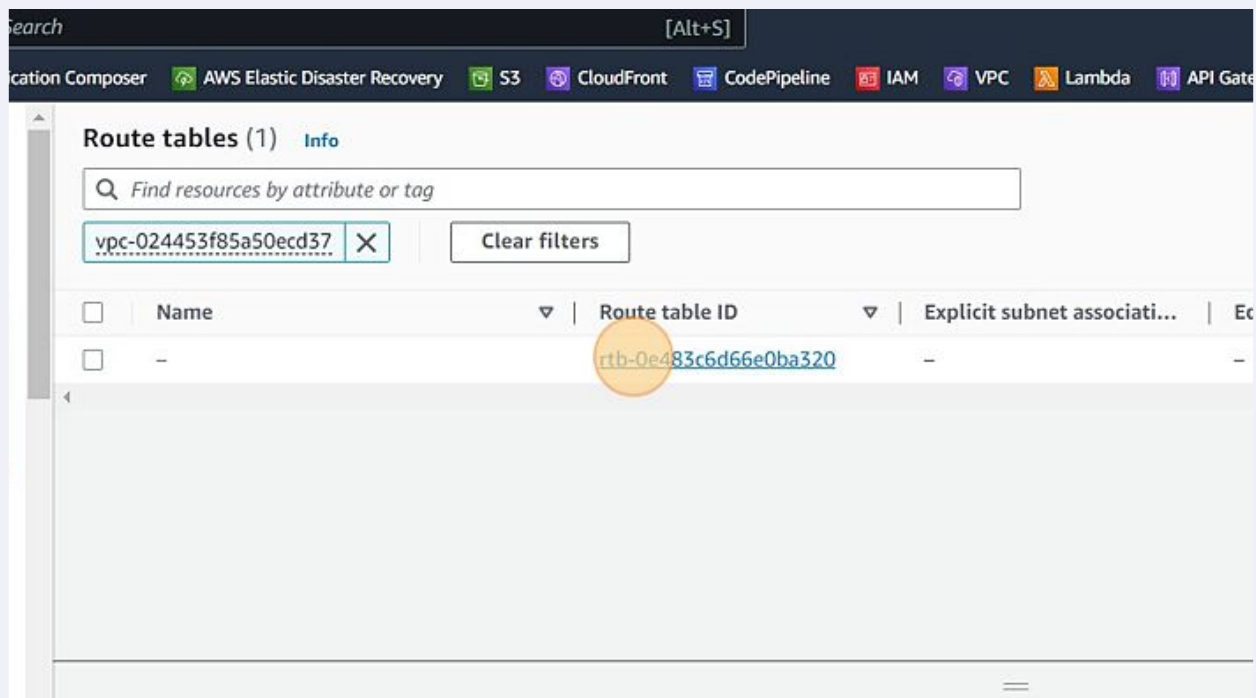 Search [Alt+S]
ication Composer AWS Elastic Disaster Recovery S3 CloudFront CodePipeline IAM VPC Lambda API Gate
Route tables (1) Info
Find resources by attribute or tag
vpc-024453f85a50ecd37 Clear filters
Name Route table ID Explicit subnet associati... Ed
– rtb-0e483c6d66e0ba320 – –